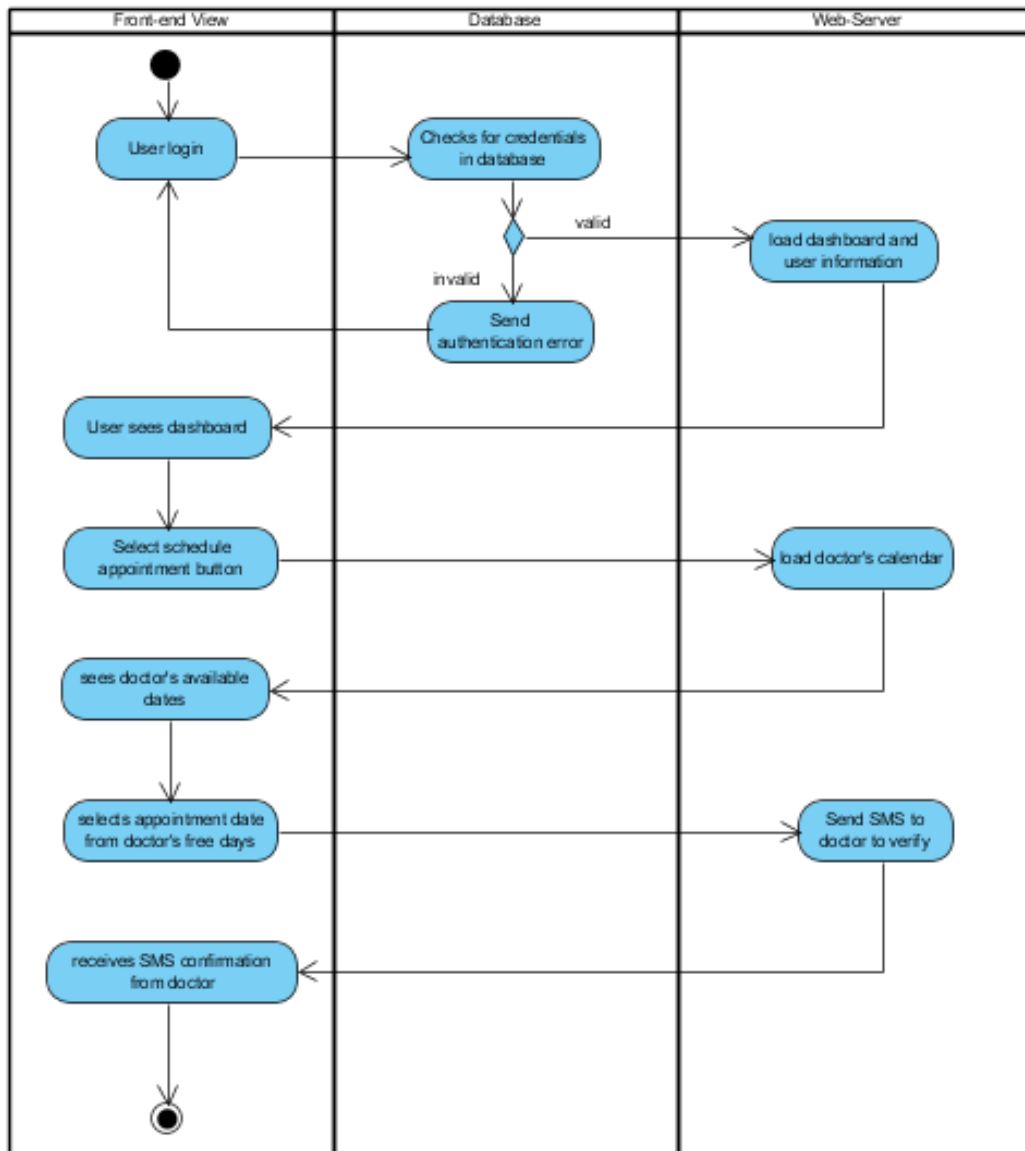 Front-end View
Database
Web-Server
User login
Checks for credentials
in database
valid
load dashboard and
user information
invalid
Send
authentication error
User sees dashboard
Select schedule
appointment button
load doctor's calendar
sees doctor's available
dates
selects appointment date
from doctor's free days
Send SMS to
doctor to verify
receives SMS confirmation
from doctor